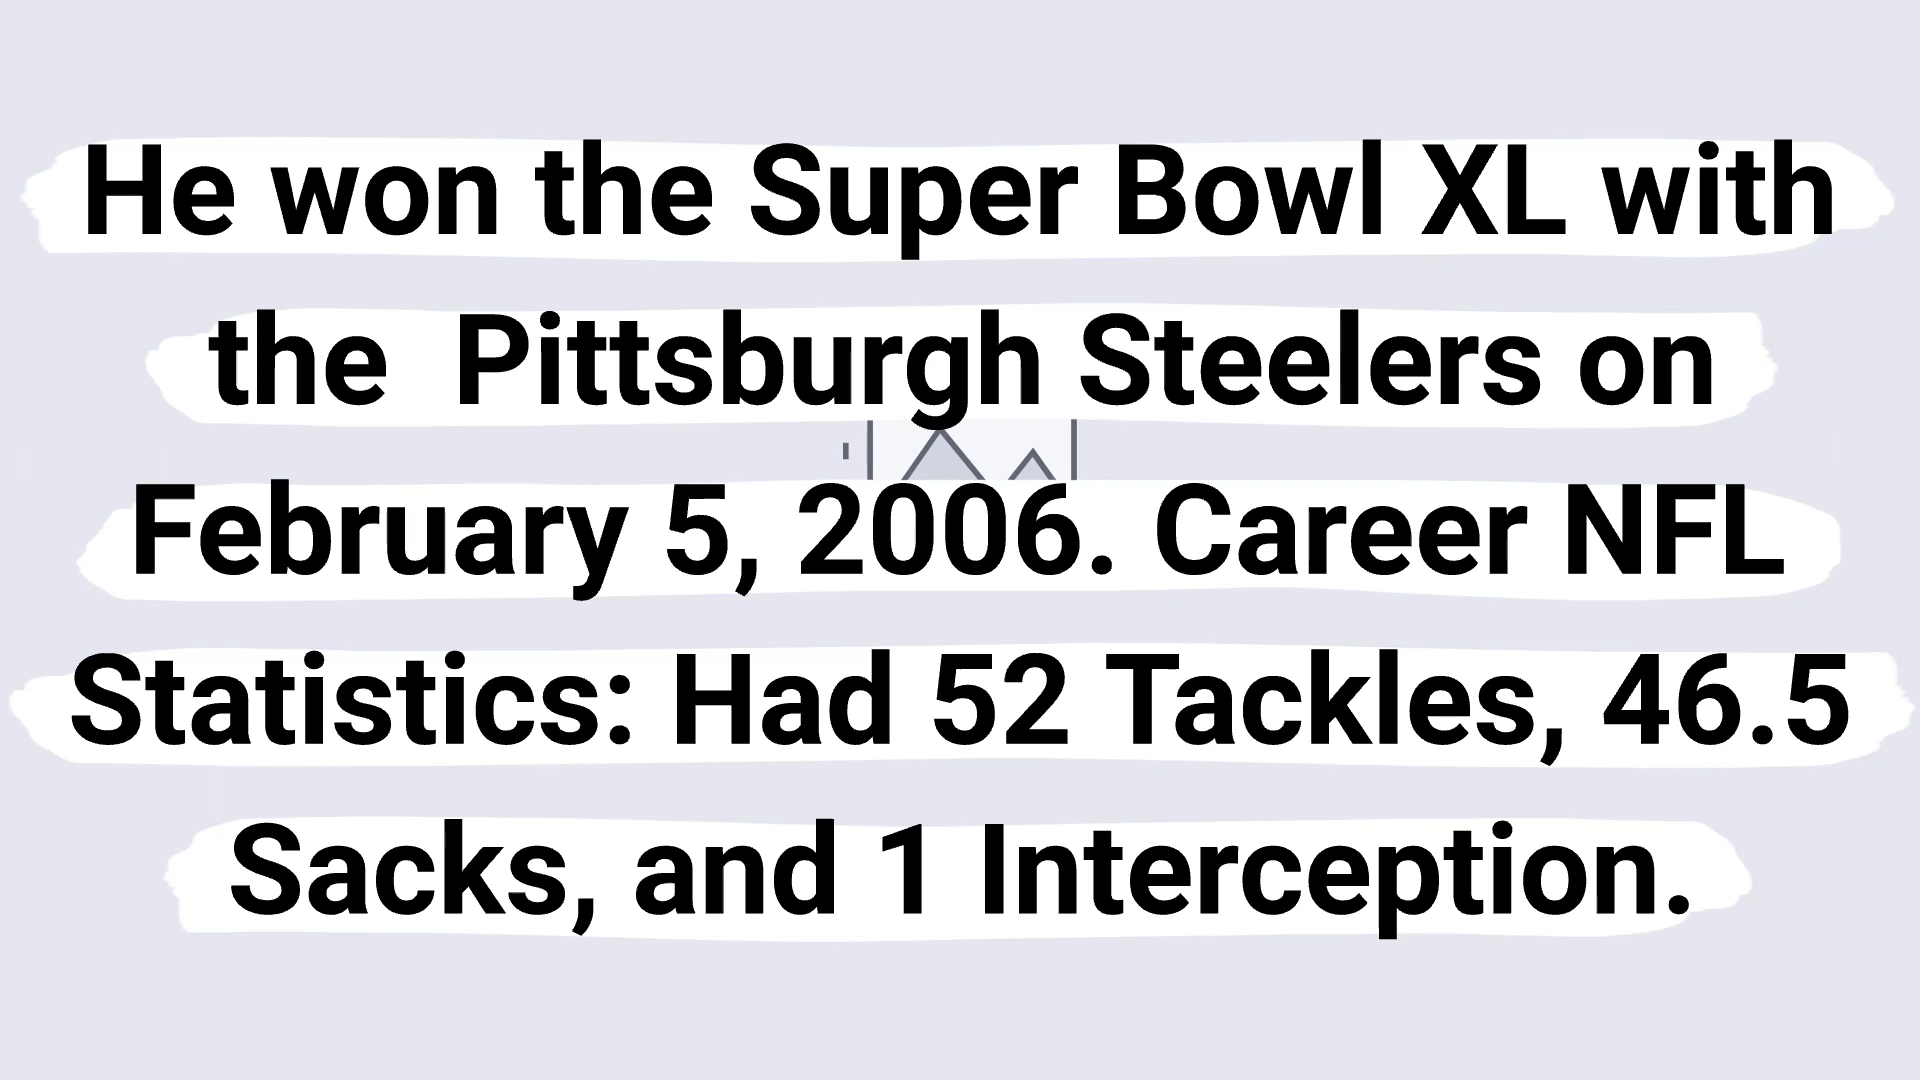 He won the Super Bowl XL with
the  Pittsburgh Steelers on
February 5, 2006. Career NFL
Statistics: Had 52 Tackles, 46.5
Sacks, and 1 Interception.